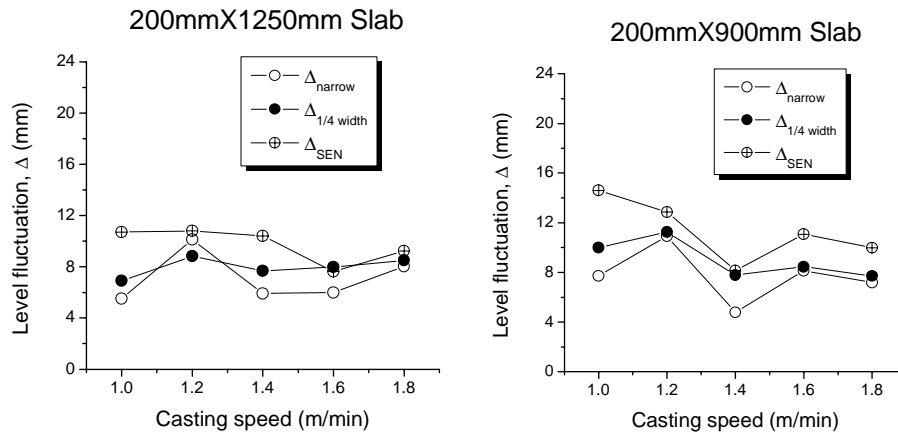 200mmX1250mm Slab
24
20
16
12
8
4
0
Level fluctuation, Δ (mm)
Δnarrow
Δ1/4 width
ΔSEN
1.0 1.2 1.4 1.6 1.8
Casting speed (m/min)
200mmX900mm Slab
24
20
16
12
8
4
0
Level fluctuation, Δ (mm)
Δnarrow
Δ1/4 width
ΔSEN
1.0 1.2 1.4 1.6 1.8
Casting speed (m/min)